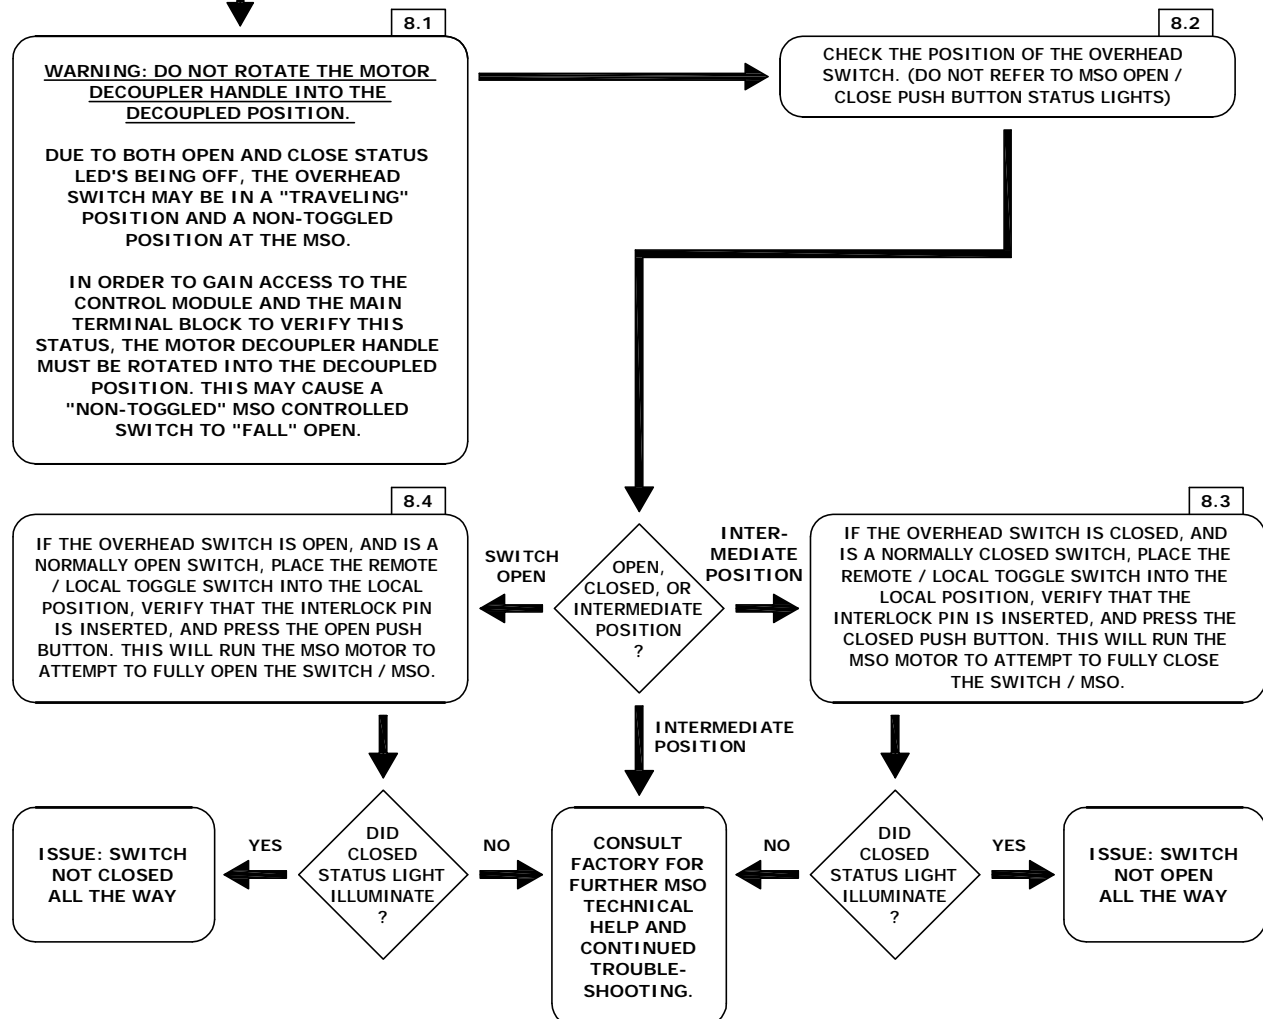 8.1
WARNING: DO NOT ROTATE THE MOTOR
DECOUPLER HANDLE INTO THE
DECOUPLED POSITION.
DUE TO BOTH OPEN AND CLOSE STATUS
LED'S BEING OFF, THE OVERHEAD
SWITCH MAY BE IN A "TRAVELING"
POSITION AND A NON-TOGGLED
POSITION AT THE MSO.
IN ORDER TO GAIN ACCESS TO THE
CONTROL MODULE AND THE MAIN
TERMINAL BLOCK TO VERIFY THIS
STATUS, THE MOTOR DECOUPLER HANDLE
MUST BE ROTATED INTO THE DECOUPLED
POSITION. THIS MAY CAUSE A
"NON-TOGGLED" MSO CONTROLLED
SWITCH TO "FALL" OPEN.
8.2
CHECK THE POSITION OF THE OVERHEAD
SWITCH. (DO NOT REFER TO MSO OPEN /
CLOSE PUSH BUTTON STATUS LIGHTS)
8.4
IF THE OVERHEAD SWITCH IS OPEN, AND IS A
NORMALLY OPEN SWITCH, PLACE THE REMOTE
/ LOCAL TOGGLE SWITCH INTO THE LOCAL
POSITION, VERIFY THAT THE INTERLOCK PIN
IS INSERTED, AND PRESS THE OPEN PUSH
BUTTON. THIS WILL RUN THE MSO MOTOR TO
ATTEMPT TO FULLY OPEN THE SWITCH / MSO.
SWITCH
OPEN
OPEN,
CLOSED, OR
INTERMEDIATE
POSITION
?
INTER-
MEDIATE
POSITION
8.3
IF THE OVERHEAD SWITCH IS CLOSED, AND
IS A NORMALLY CLOSED SWITCH, PLACE THE
REMOTE / LOCAL TOGGLE SWITCH INTO THE
LOCAL POSITION, VERIFY THAT THE
INTERLOCK PIN IS INSERTED, AND PRESS THE
CLOSED PUSH BUTTON. THIS WILL RUN THE
MSO MOTOR TO ATTEMPT TO FULLY CLOSE
THE SWITCH / MSO.
INTERMEDIATE
POSITION
ISSUE: SWITCH
NOT CLOSED
ALL THE WAY
YES
DID
CLOSED
STATUS LIGHT
ILLUMINATE
?
NO
CONSULT
FACTORY FOR
FURTHER MSO
TECHNICAL
HELP AND
CONTINUED
TROUBLE-
SHOOTING.
NO
DID
CLOSED
STATUS LIGHT
ILLUMINATE
?
YES
ISSUE: SWITCH
NOT OPEN
ALL THE WAY